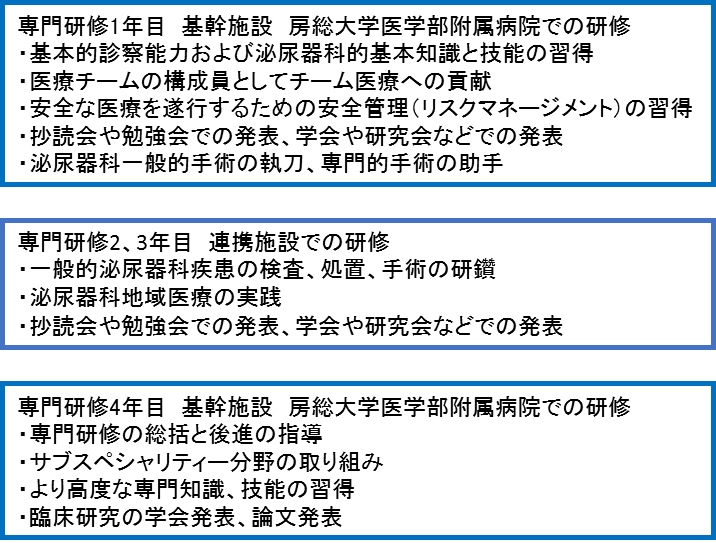 専門研修1年目　基幹施設　房総大学医学部附属病院での研修
・基本的診察能力および泌尿器科的基本知識と技能の習得
・医療チームの構成員としてチーム医療への貢献
・安全な医療を遂行するための安全管理（リスクマネージメント）の習得
・抄読会や勉強会での発表、学会や研究会などでの発表
・泌尿器科一般的手術の執刀、専門的手術の助手
専門研修2、3年目　連携施設での研修
・一般的泌尿器科疾患の検査、処置、手術の研鑽
・泌尿器科地域医療の実践
・抄読会や勉強会での発表、学会や研究会などでの発表
専門研修4年目　基幹施設　房総大学医学部附属病院での研修
・専門研修の総括と後進の指導
・サブスペシャリティー分野の取り組み
・より高度な専門知識、技能の習得
・臨床研究の学会発表、論文発表